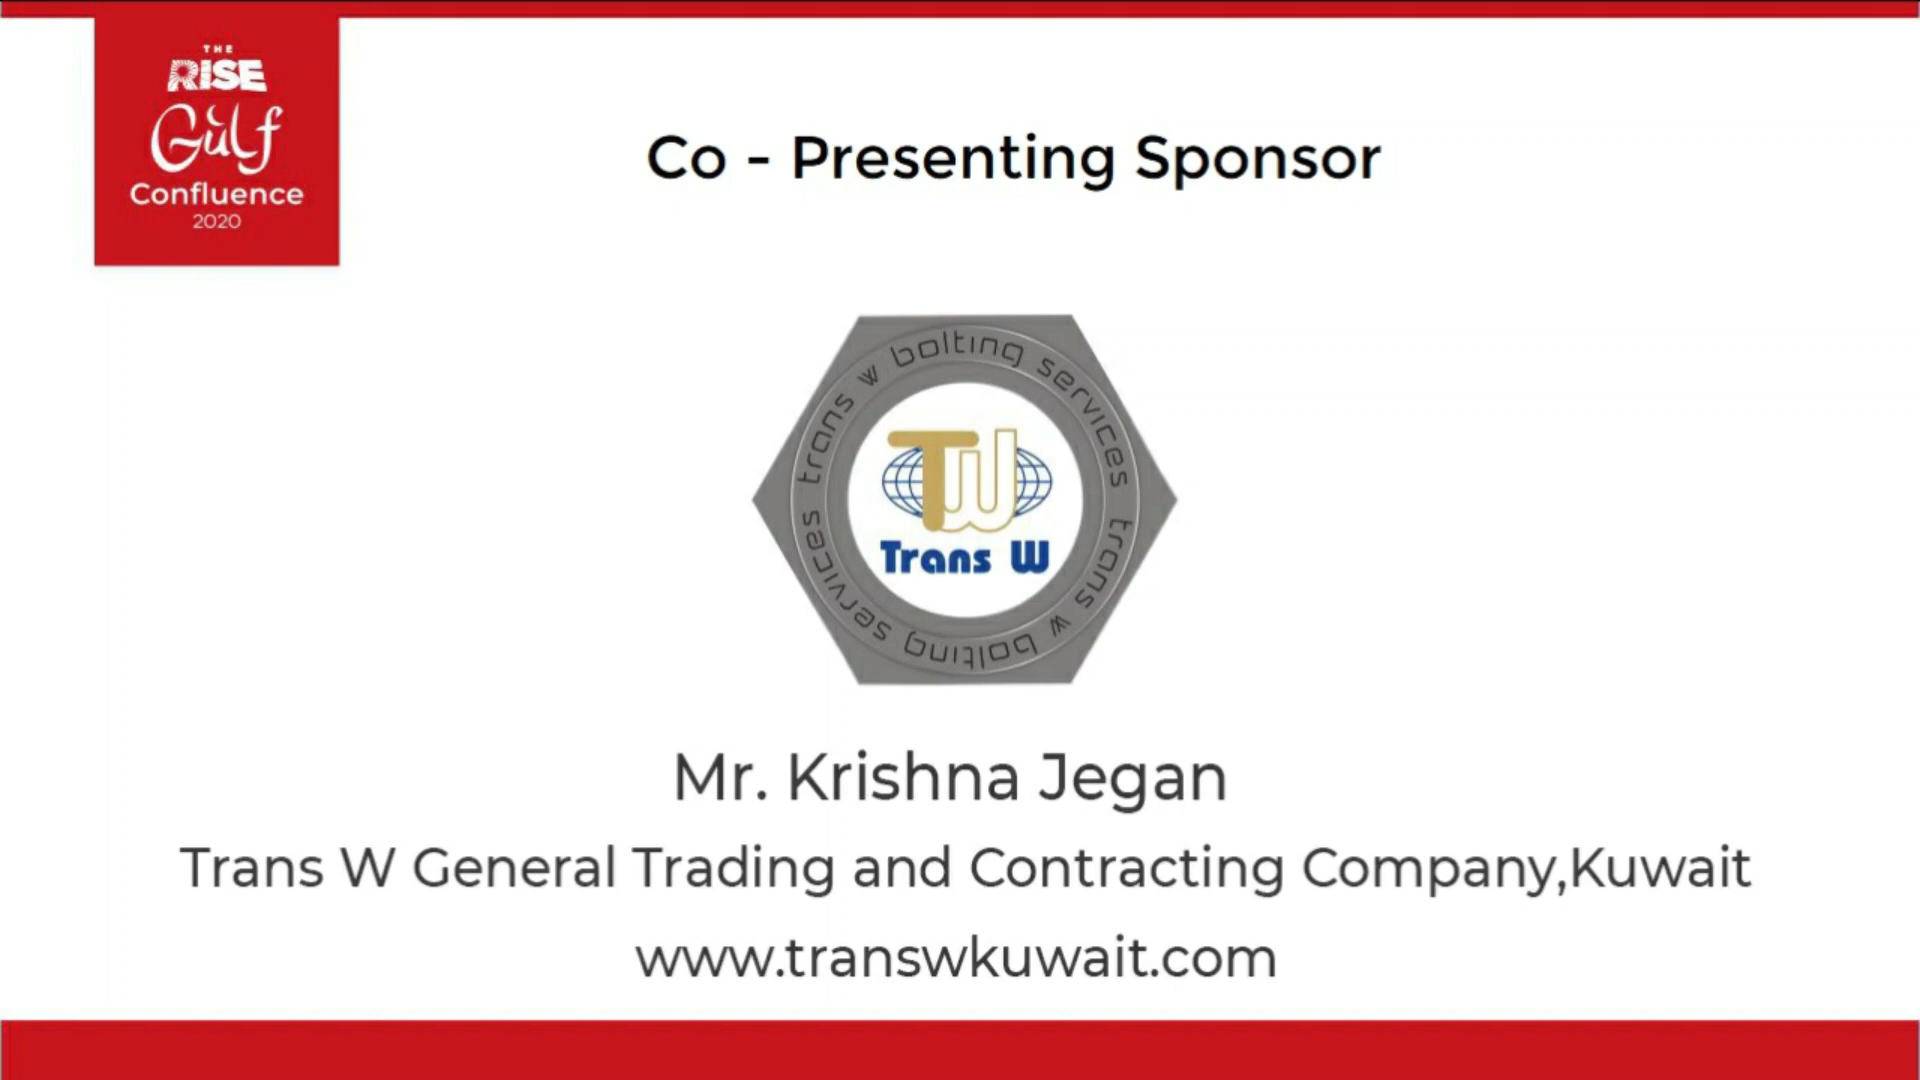 THE
RISE
Gulf
Confluence
2020
Co - Presenting Sponsor
trans w bolting services trans w bolting services
TW
Trans W
Mr. Krishna Jegan
Trans W General Trading and Contracting Company,Kuwait
www.transwkuwait.com